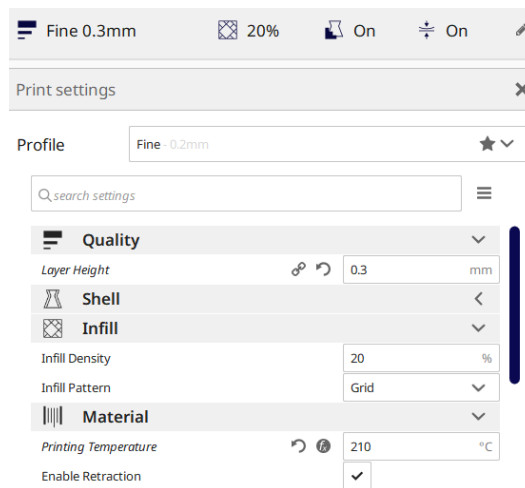 Fine 0.3mm 20% On On
Print settings
Profile Fine - 0.2mm
search settings
Quality
Layer Height 0.3 mm
Shell
Infill
Infill Density 20 %
Infill Pattern Grid
Material
Printing Temperature fx 210 °C
Enable Retraction